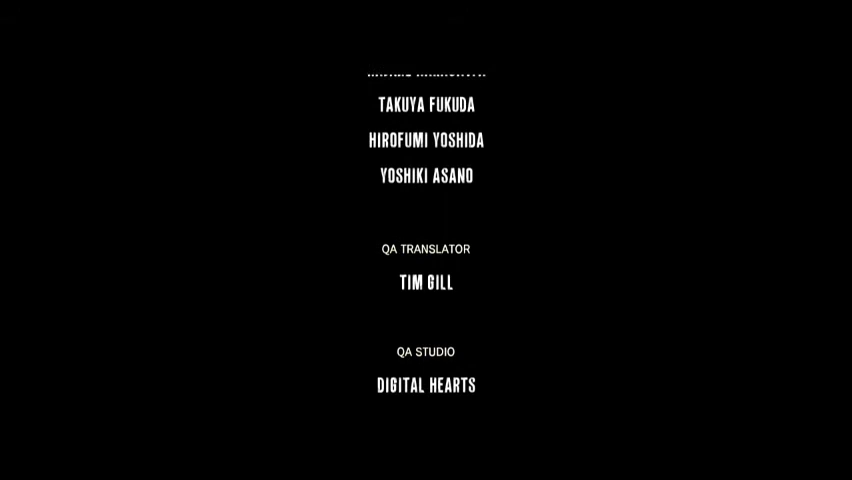 TAKUYA FUKUDA
HIROFUMI YOSHIDA
YOSHIKI ASANO
QA TRANSLATOR
TIM GILL
QA STUDIO
DIGITAL HEARTS